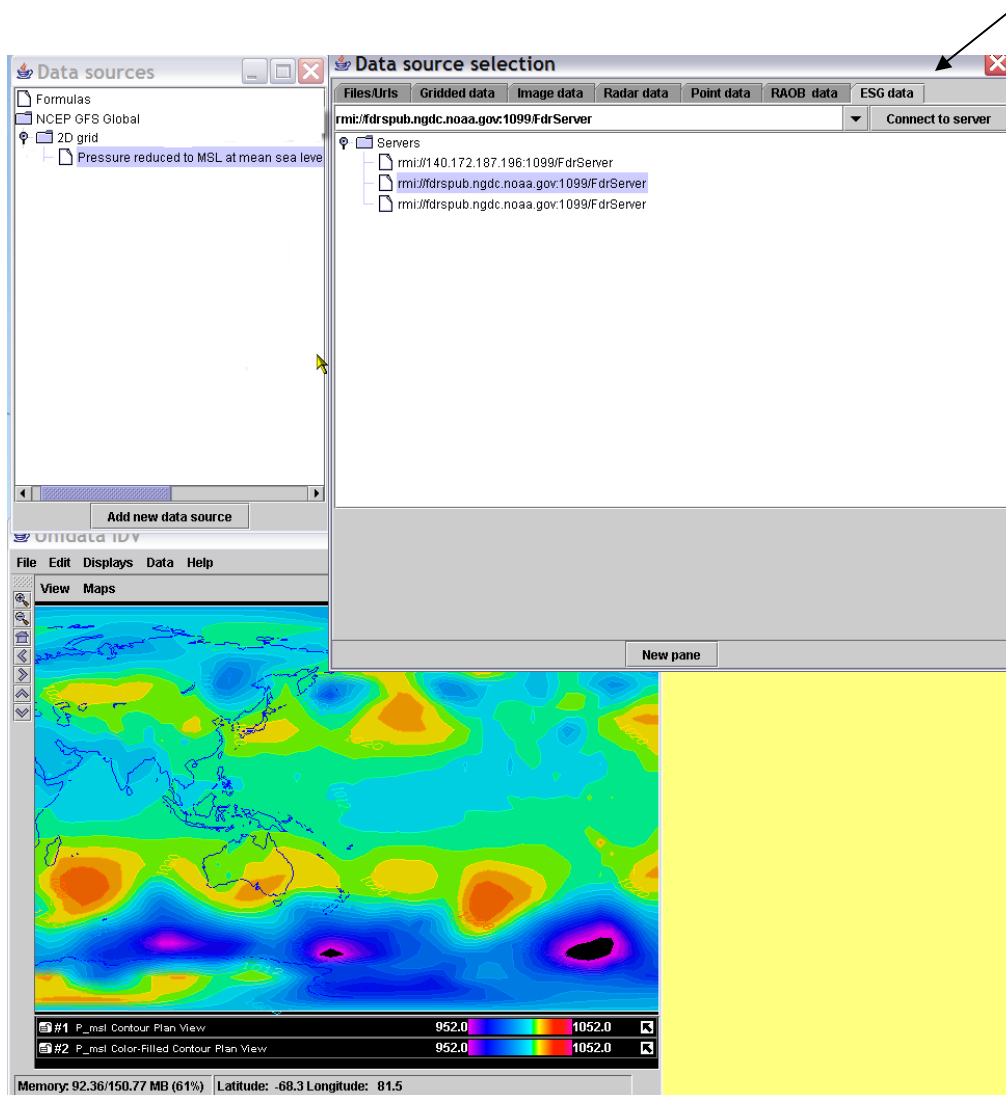 Data sources
Formulas
NCEP GFS Global
2D grid
Pressure reduced to MSL at mean sea leve
Add new data source
Data source selection
Files/Urls Gridded data Image data Radar data Point data RAOB data ESG data
rmi://fdrspub.ngdc.noaa.gov:1099/FdrServer Connect to server
Servers
rmi://140.172.187.196:1099/FdrServer
rmi://fdrspub.ngdc.noaa.gov:1099/FdrServer
rmi://fdrspub.ngdc.noaa.gov:1099/FdrServer
New pane
Unidata IDV
File Edit Displays Data Help
View Maps
1012
1012
#1 P_msl Contour Plan View 952.0 1052.0
#2 P_msl Color-Filled Contour Plan View 952.0 1052.0
Memory: 92.36/150.77 MB (61%) Latitude: -68.3 Longitude: 81.5